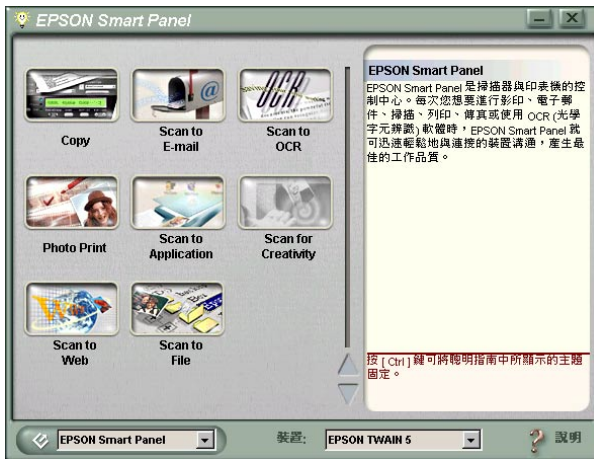 EPSON Smart Panel
Copy
Scan to
E-mail
OCR
Scan to
OCR
Photo Print
Scan to
Application
Scan for
Creativity
Scan to
Web
Scan to
File
EPSON Smart Panel
EPSON Smart Panel 是掃描器與印表機的控
制中心。每次您想要進行影印、電子郵
件、掃描、列印、傳真或使用 OCR (光學
字元辨識) 軟體時,EPSON Smart Panel 就
可迅速輕鬆地與連接的裝置溝通,產生最
佳的工作品質。
按 [ Ctrl ] 鍵可將聰明指南中所顯示的主題
固定。
EPSON Smart Panel
裝置:
EPSON TWAIN 5
說明